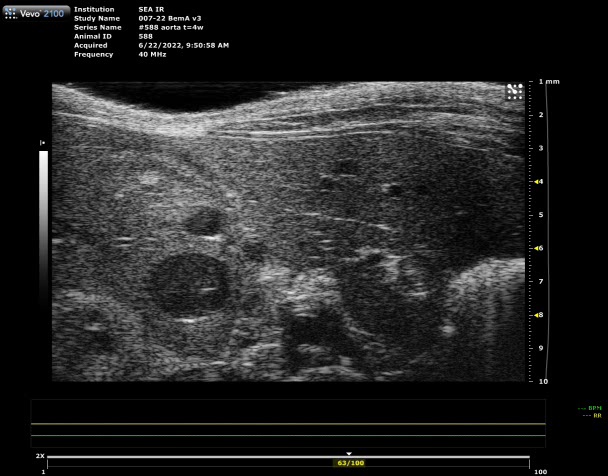 Vevo 2100
Institution SEA IR
Study Name 007-22 BemA v3
Series Name #588 aorta t=4w
Animal ID 588
Acquired 6/22/2022, 9:50:58 AM
Frequency 40 MHz
1 mm
2
3
4
5
6
7
8
9
10
--- BPM
--- RR
2X
63/100
1 100